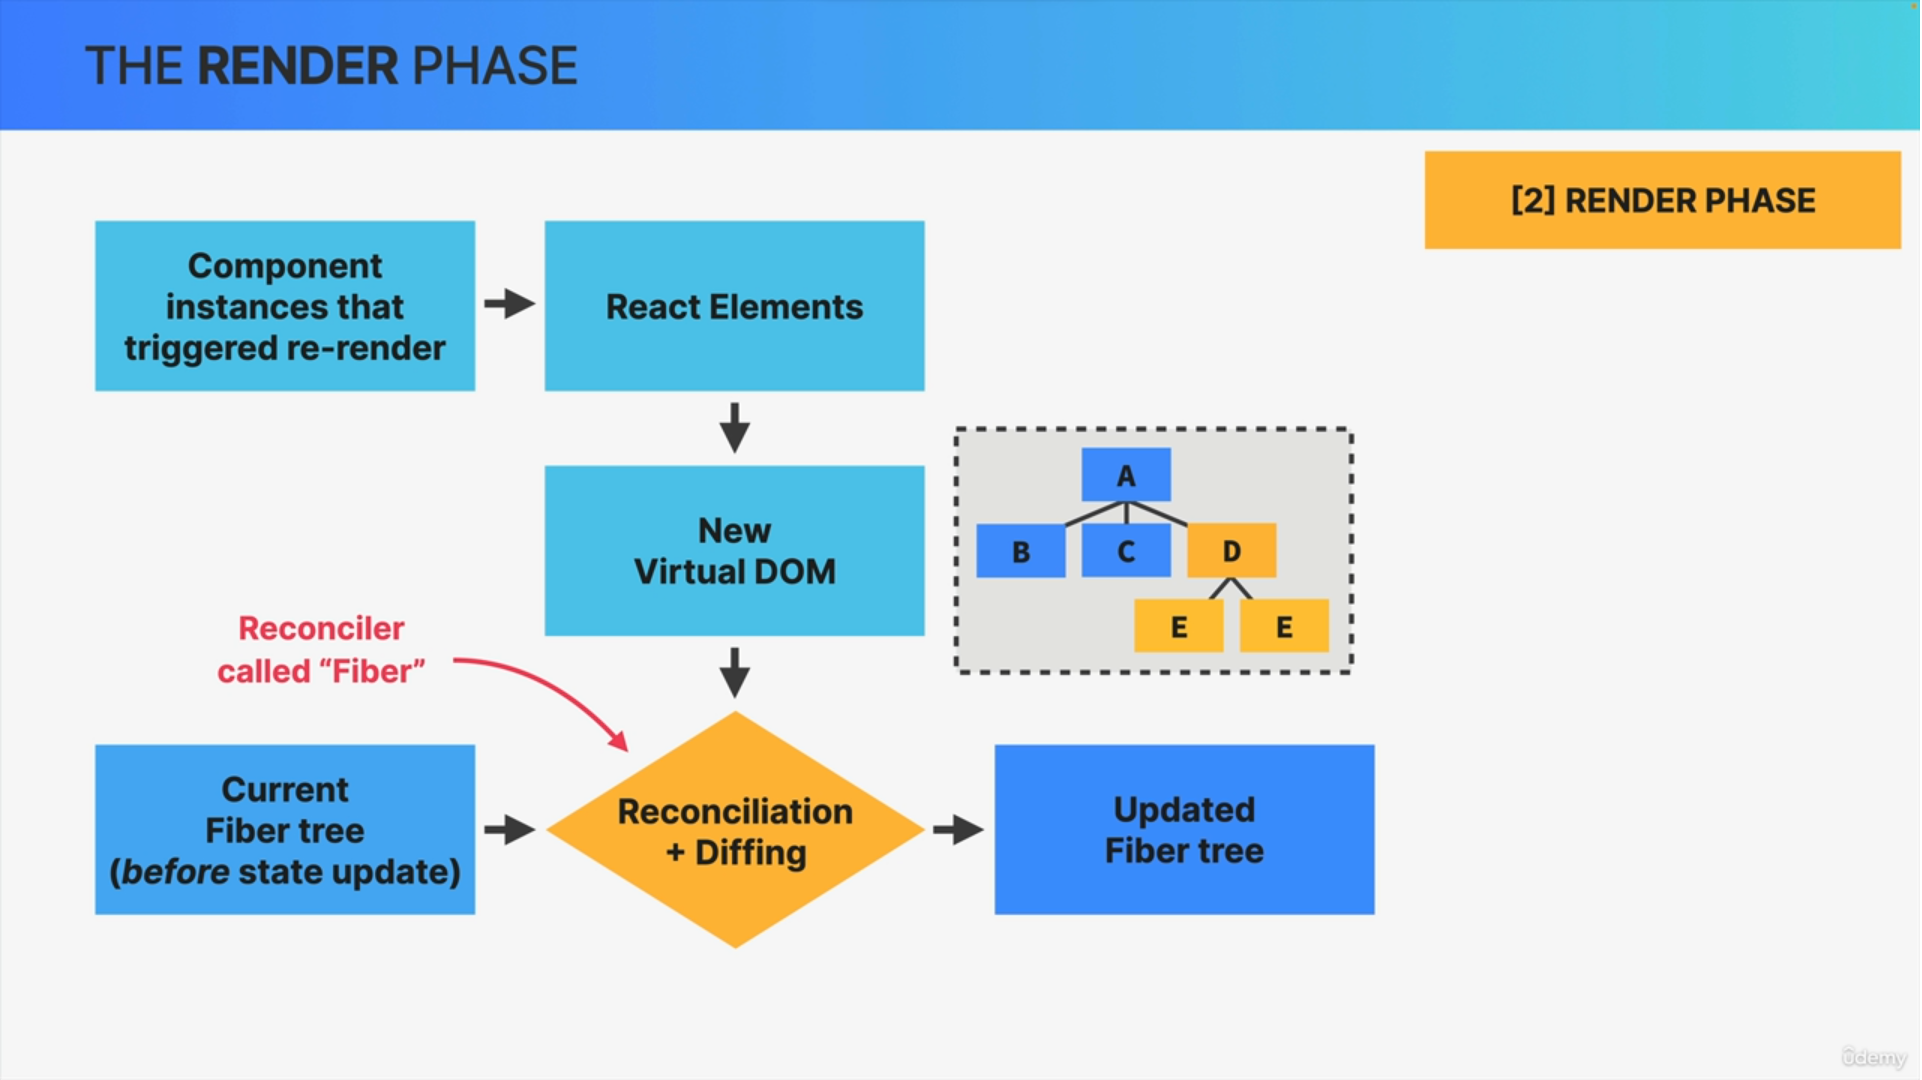 THE RENDER PHASE
[2] RENDER PHASE
Component
instances that
triggered re-render
React Elements
New
Virtual DOM
A
B
C
D
E
E
Reconciler
called “Fiber”
Current
Fiber tree
(before state update)
Reconciliation
+ Diffing
Updated
Fiber tree
ûdemy